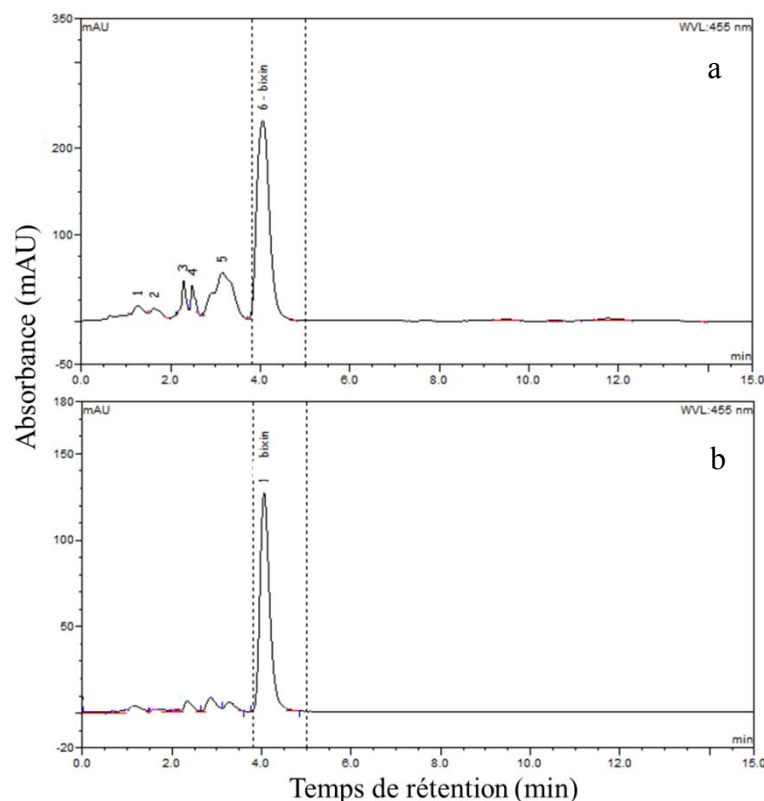 350
mAU
WVL:455 nm
a
6 - bixin
200
100
1
2
3
4
5
-50
min
0.0 2.0 4.0 6.0 8.0 10.0 12.0 15.0
180
mAU
WVL:455 nm
b
1 bixin
150
100
50
-20
min
0.0 2.0 4.0 6.0 8.0 10.0 12.0 15.0
Absorbance (mAU)
Temps de rétention (min)